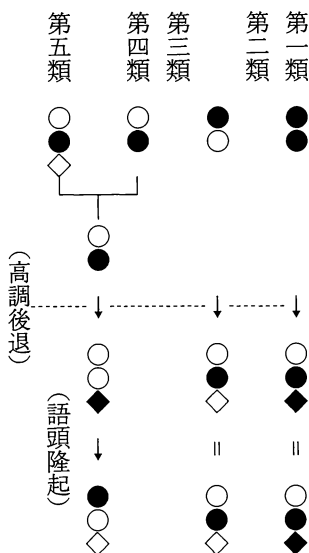 第一類
第二類
第三類
第四類
第五類
(高調後退)
(語頭隆起)